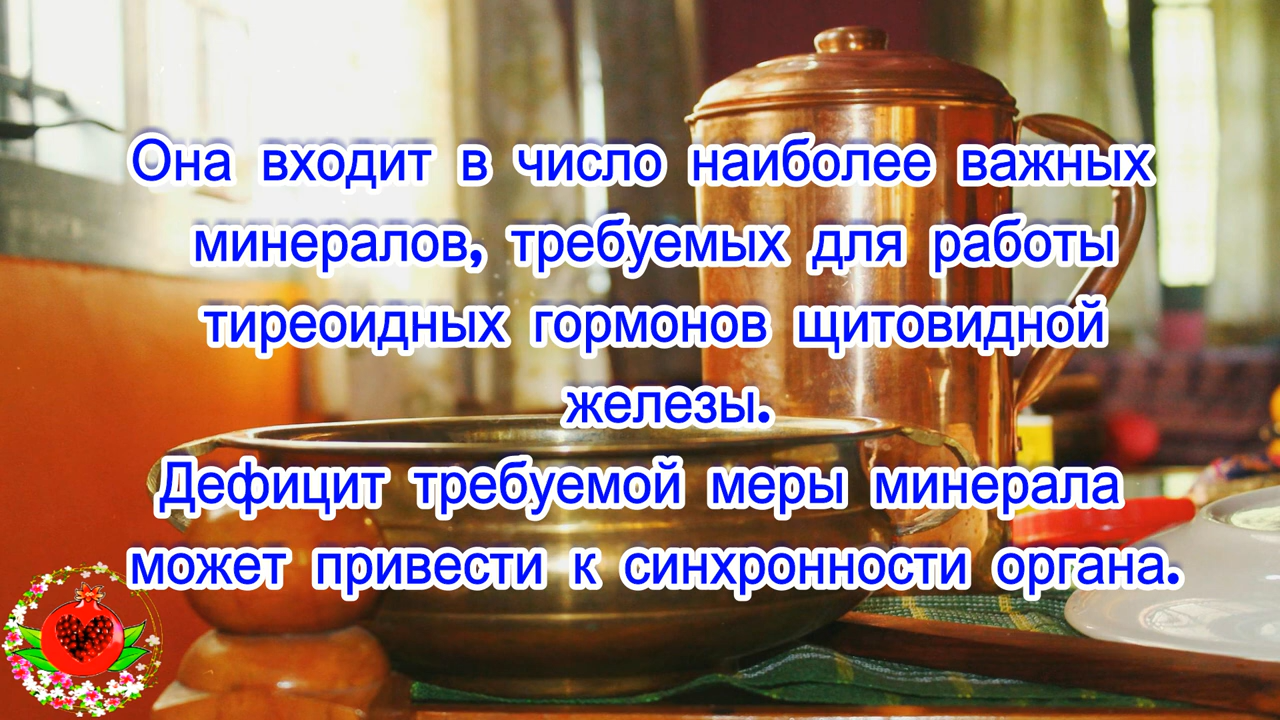 Она входит в число наиболее важных
минералов, требуемых для работы
тиреоидных гормонов щитовидной
железы.
Дефицит требуемой меры минерала
может привести к синхронности органа.